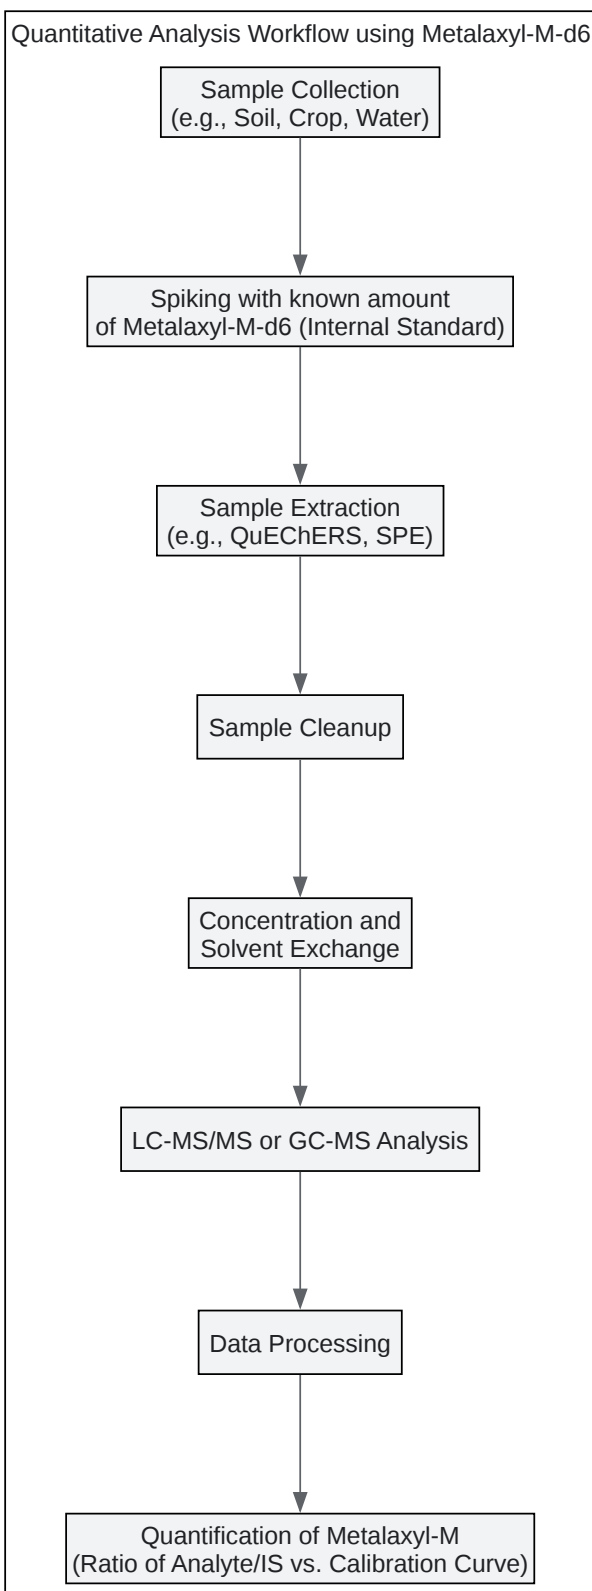 Quantitative Analysis Workflow using Metalaxyl-M-d6
Sample Collection
(e.g., Soil, Crop, Water)
Spiking with known amount
of Metalaxyl-M-d6 (Internal Standard)
Sample Extraction
(e.g., QuEChERS, SPE)
Sample Cleanup
Concentration and
Solvent Exchange
LC-MS/MS or GC-MS Analysis
Data Processing
Quantification of Metalaxyl-M
(Ratio of Analyte/IS vs. Calibration Curve)